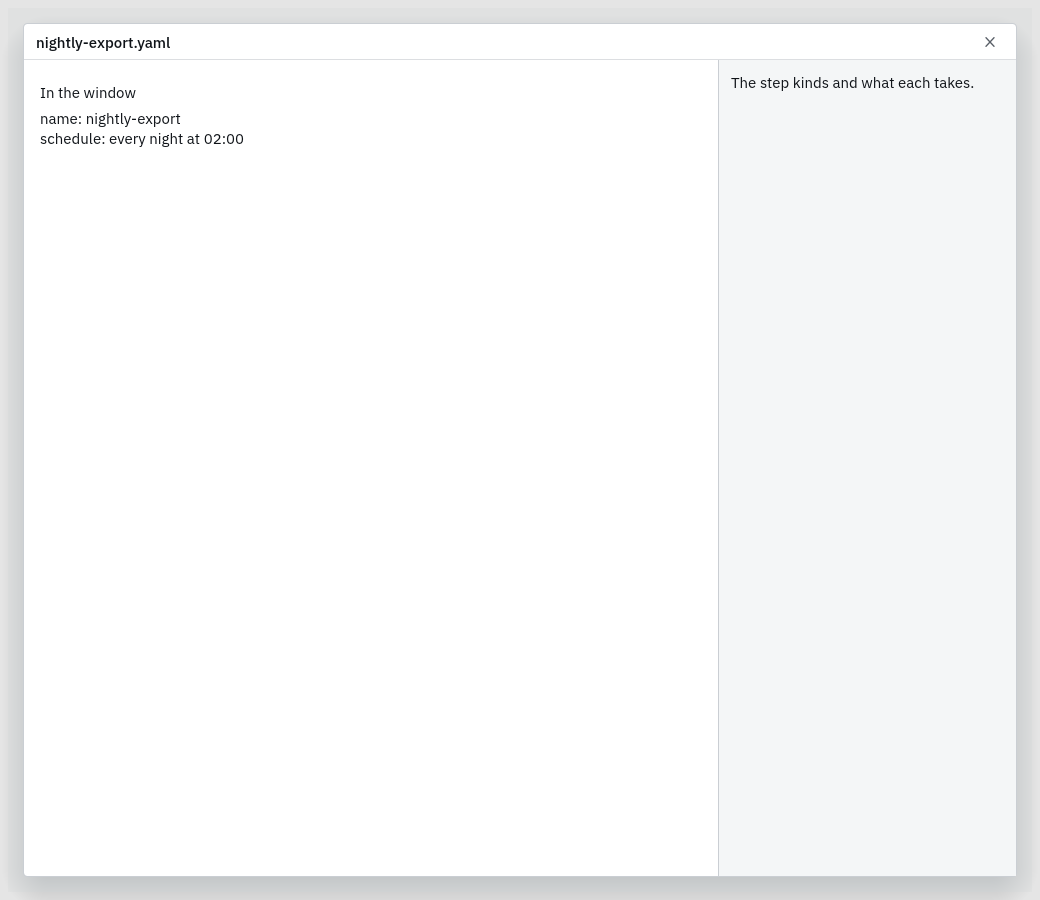 nightly-export.yaml
In the window
name: nightly-export
schedule: every night at 02:00
The step kinds and what each takes.